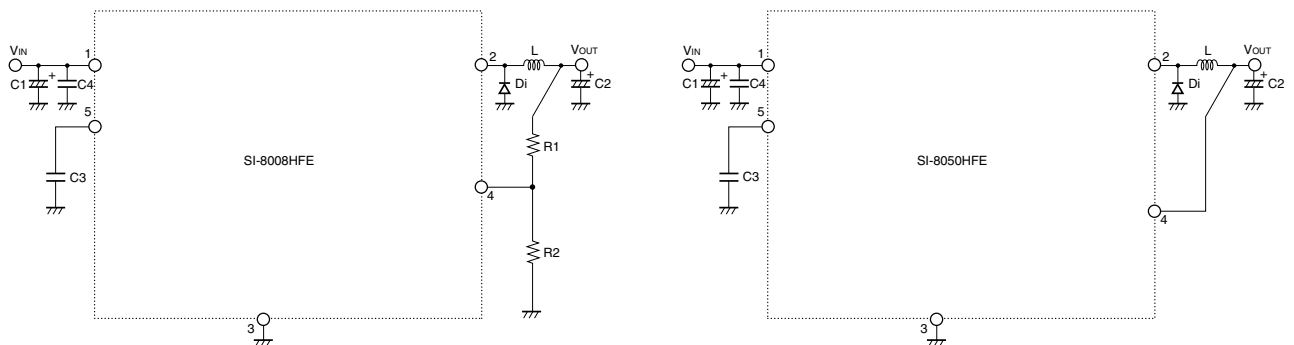 VIN
1
+
C1
C4
5
C3
SI-8008HFE
2
L
VOUT
Di
+
C2
R1
4
R2
3
VIN
1
+
C1
C4
5
C3
SI-8050HFE
2
L
VOUT
Di
+
C2
4
3